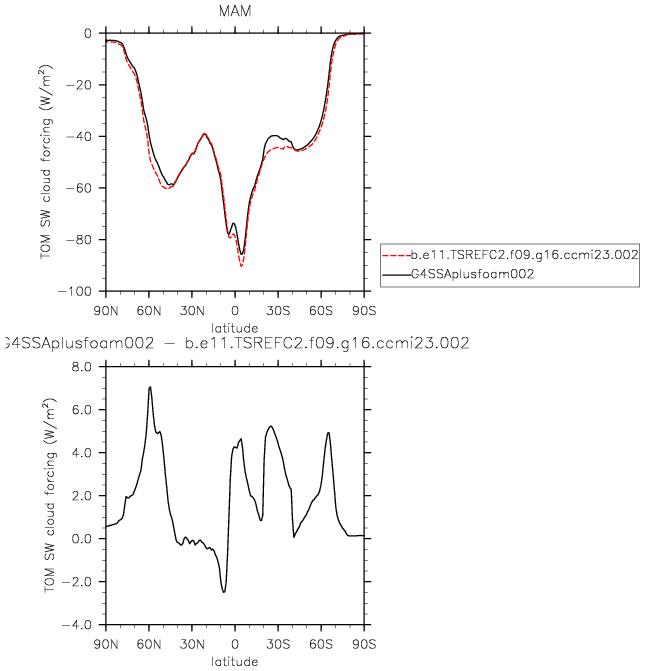 MAM
TOM SW cloud forcing (W/m²)
0
−20
−40
−60
−80
−100
90N 60N 30N 0 30S 60S 90S
latitude
b.e11.TSREFC2.f09.g16.ccmi23.002
G4SSAplusfoam002
G4SSAplusfoam002 − b.e11.TSREFC2.f09.g16.ccmi23.002
TOM SW cloud forcing (W/m²)
8.0
6.0
4.0
2.0
0.0
−2.0
−4.0
90N 60N 30N 0 30S 60S 90S
latitude